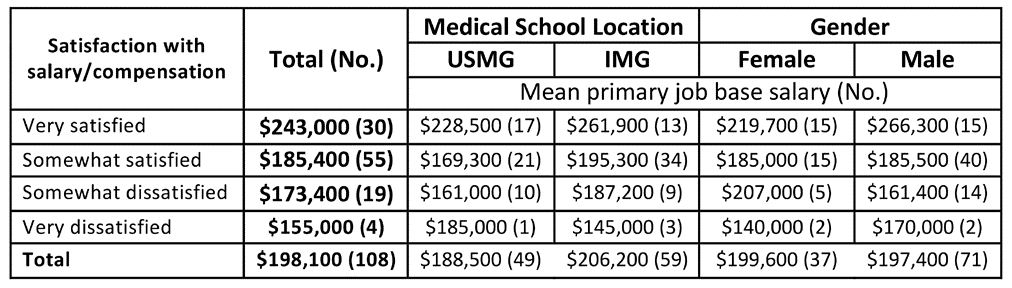 Satisfaction with salary/compensation Total (No.) Medical School Location Gender
USMG IMG Female Male
Mean primary job base salary (No.)
Very satisfied $243,000 (30) $228,500 (17) $261,900 (13) $219,700 (15) $266,300 (15)
Somewhat satisfied $185,400 (55) $169,300 (21) $195,300 (34) $185,000 (15) $185,500 (40)
Somewhat dissatisfied $173,400 (19) $161,000 (10) $187,200 (9) $207,000 (5) $161,400 (14)
Very dissatisfied $155,000 (4) $185,000 (1) $145,000 (3) $140,000 (2) $170,000 (2)
Total $198,100 (108) $188,500 (49) $206,200 (59) $199,600 (37) $197,400 (71)